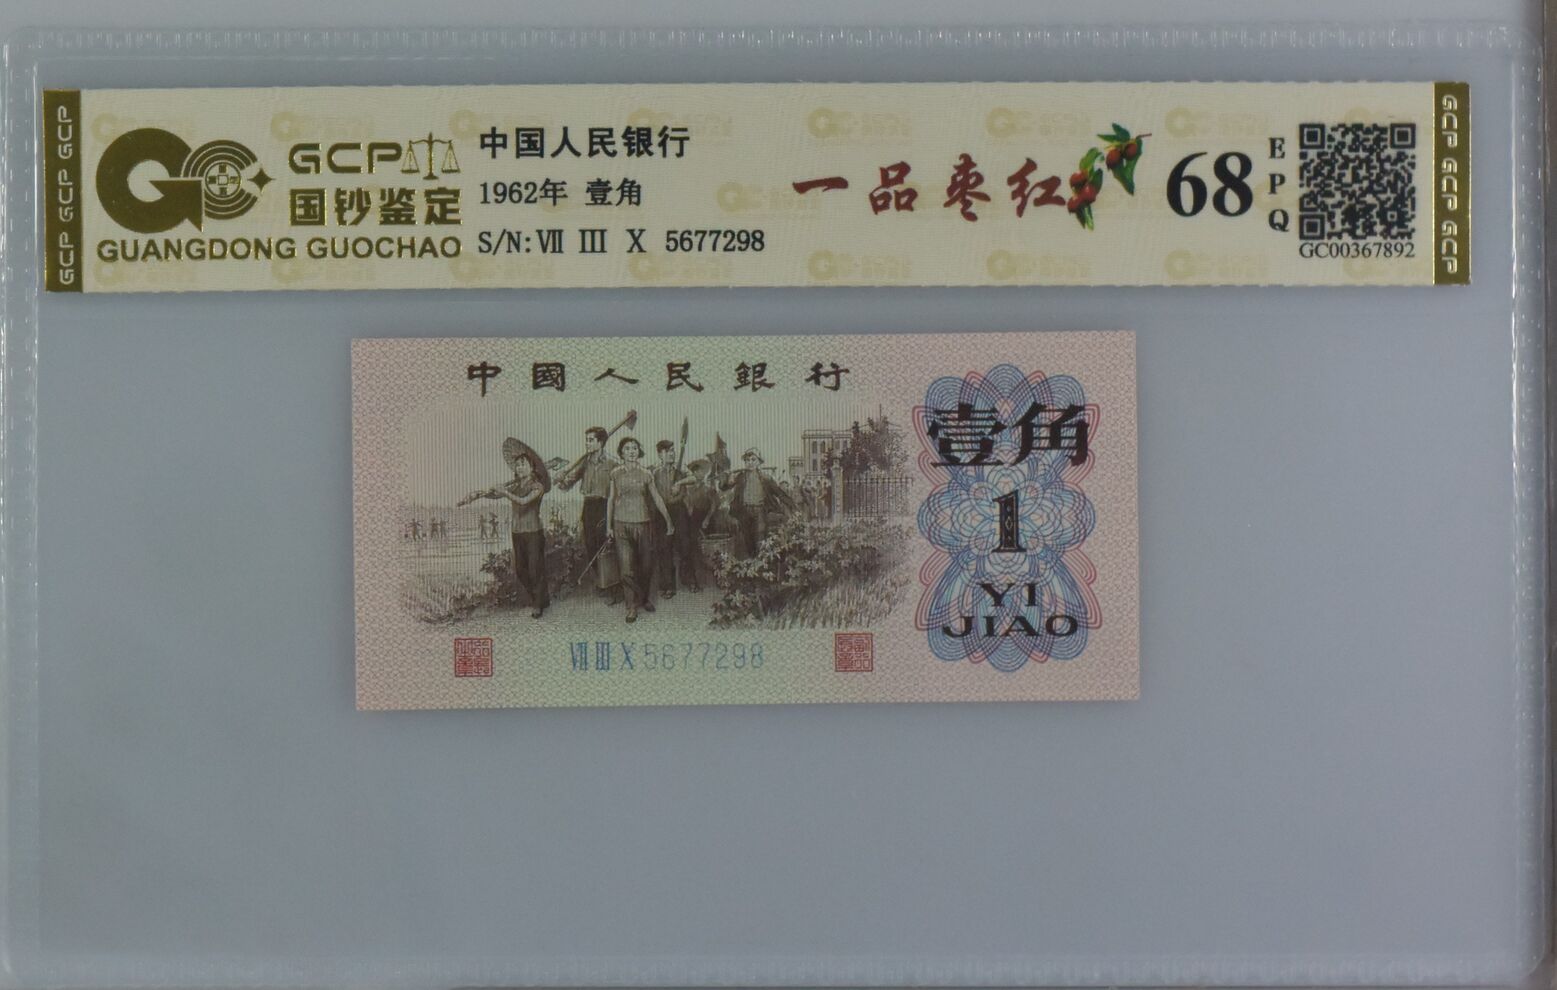 GCP GCP GCP
GCP
国钞鉴定
GUANGDONG GUOCHAO
中国人民银行
1962年 壹角
S/N:Ⅶ Ⅲ Ⅹ 5677298
一品枣红
68
EPQ
GC00367892
GCP GCP GCP
中國人民銀行
壹角
1
YI
JIAO
Ⅶ Ⅲ Ⅹ 5677298